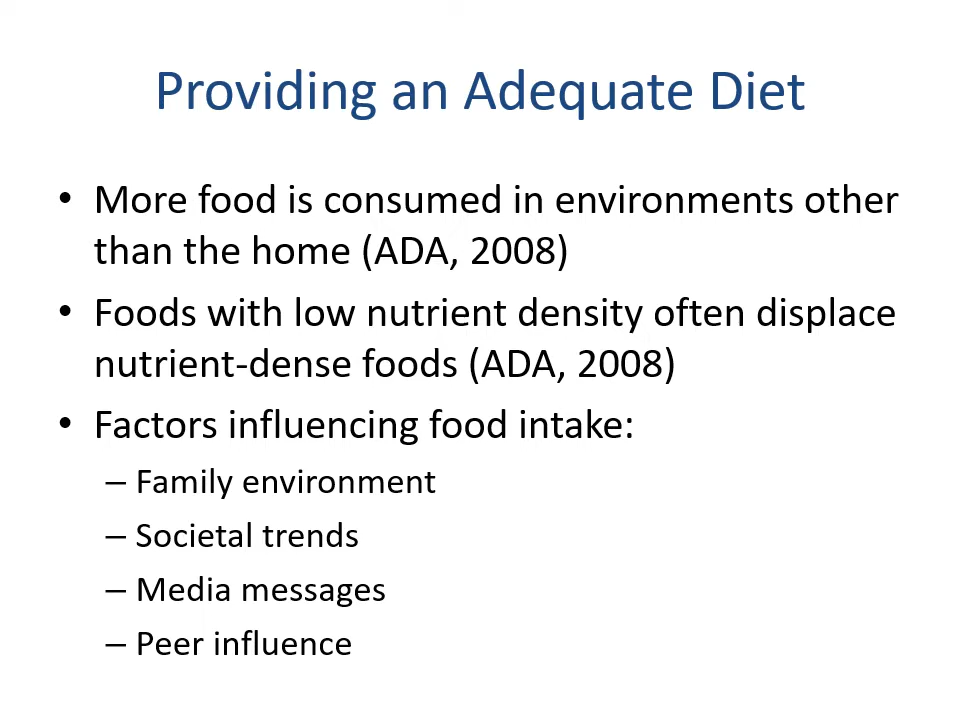 Providing an Adequate Diet
• More food is consumed in environments other
than the home (ADA, 2008)
• Foods with low nutrient density often displace
nutrient-dense foods (ADA, 2008)
• Factors influencing food intake:
– Family environment
– Societal trends
– Media messages
– Peer influence